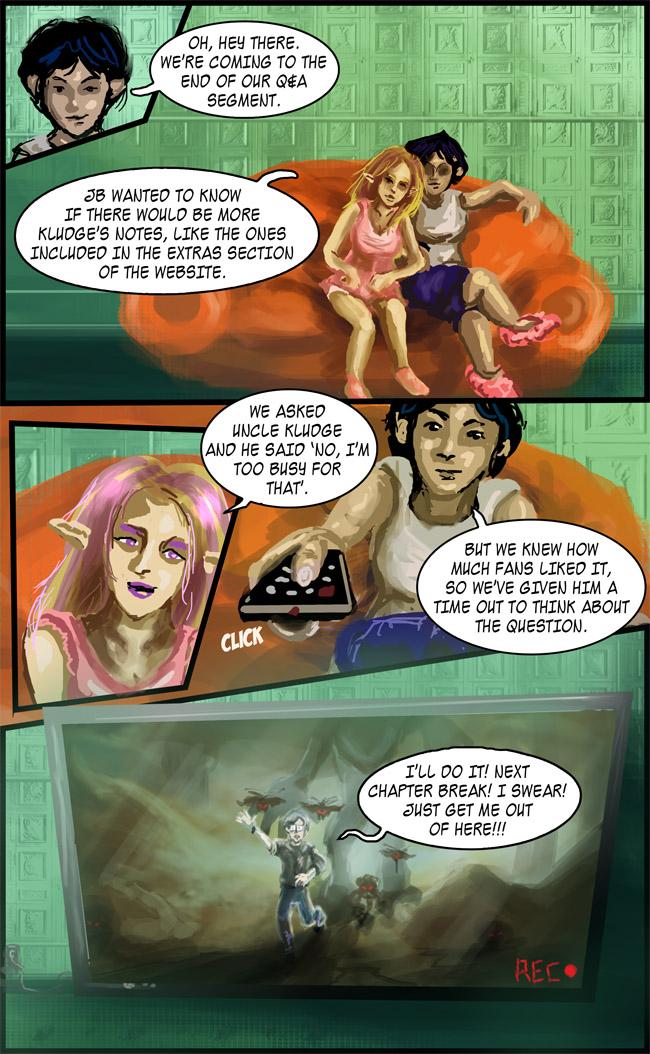 OH, HEY THERE.
WE'RE COMING TO THE
END OF OUR Q&A
SEGMENT.
JB WANTED TO KNOW
IF THERE WOULD BE MORE
KLUDGE'S NOTES, LIKE THE ONES
INCLUDED IN THE EXTRAS SECTION
OF THE WEBSITE.
WE ASKED
UNCLE KLUDGE
AND HE SAID 'NO, I'M
TOO BUSY FOR
THAT'.
BUT WE KNEW HOW
MUCH FANS LIKED IT,
SO WE'VE GIVEN HIM A
TIME OUT TO THINK ABOUT
THE QUESTION.
CLICK
I'LL DO IT! NEXT
CHAPTER BREAK! I SWEAR!
JUST GET ME OUT
OF HERE!!!
REC